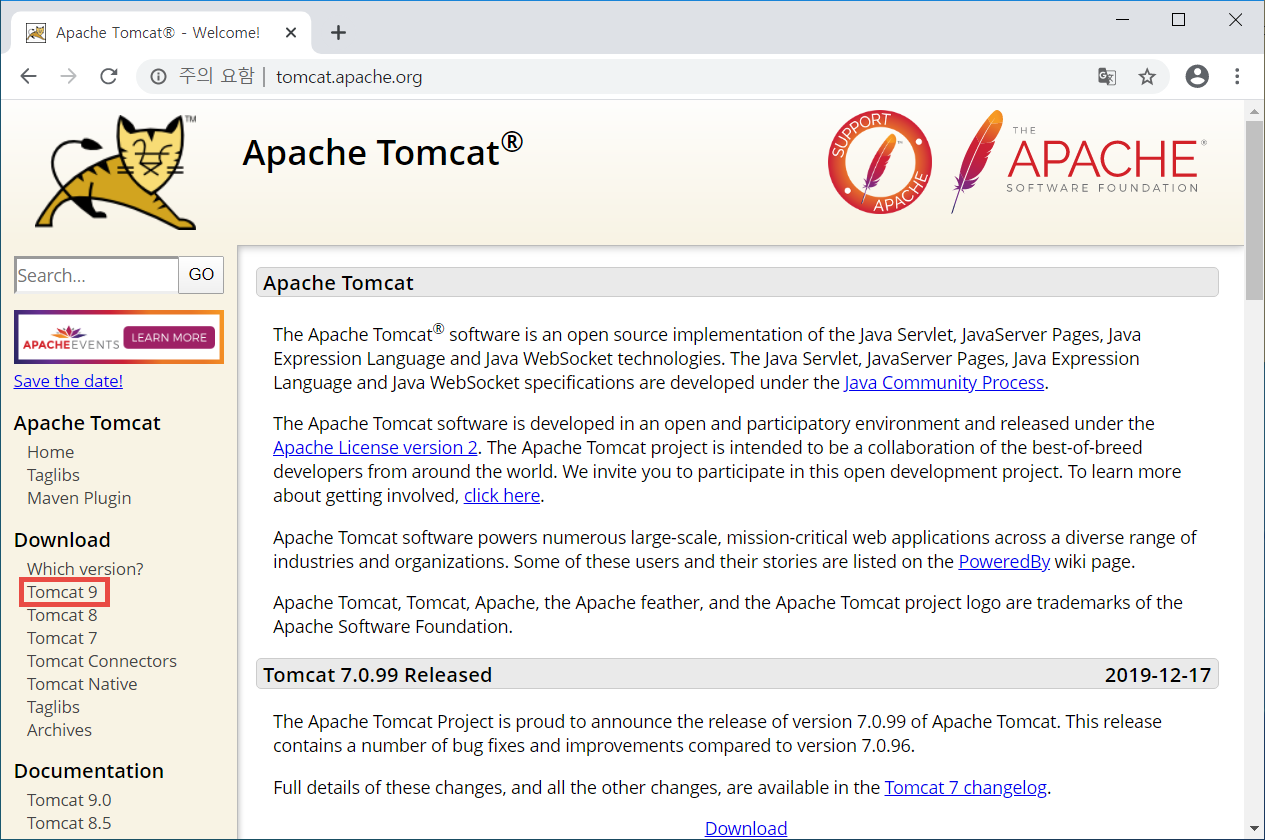 Apache Tomcat® - Welcome!
주의 요함 | tomcat.apache.org
™
Apache Tomcat®
SUPPORT
APACHE
™
THE
APACHE®
SOFTWARE FOUNDATION
Search...
GO
APACHEEVENTS
LEARN MORE
Save the date!
Apache Tomcat
Home
Taglibs
Maven Plugin
Download
Which version?
Tomcat 9
Tomcat 8
Tomcat 7
Tomcat Connectors
Tomcat Native
Taglibs
Archives
Documentation
Tomcat 9.0
Tomcat 8.5
Apache Tomcat
The Apache Tomcat® software is an open source implementation of the Java Servlet, JavaServer Pages, Java
Expression Language and Java WebSocket technologies. The Java Servlet, JavaServer Pages, Java Expression
Language and Java WebSocket specifications are developed under the Java Community Process.
The Apache Tomcat software is developed in an open and participatory environment and released under the
Apache License version 2. The Apache Tomcat project is intended to be a collaboration of the best-of-breed
developers from around the world. We invite you to participate in this open development project. To learn more
about getting involved, click here.
Apache Tomcat software powers numerous large-scale, mission-critical web applications across a diverse range of
industries and organizations. Some of these users and their stories are listed on the PoweredBy wiki page.
Apache Tomcat, Tomcat, Apache, the Apache feather, and the Apache Tomcat project logo are trademarks of the
Apache Software Foundation.
Tomcat 7.0.99 Released 2019-12-17
The Apache Tomcat Project is proud to announce the release of version 7.0.99 of Apache Tomcat. This release
contains a number of bug fixes and improvements compared to version 7.0.96.
Full details of these changes, and all the other changes, are available in the Tomcat 7 changelog.
Download